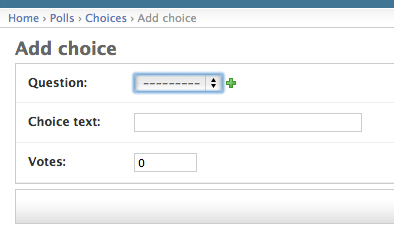 Home › Polls › Choices › Add choice
Add choice
Question: ---------
Choice text:
Votes: 0